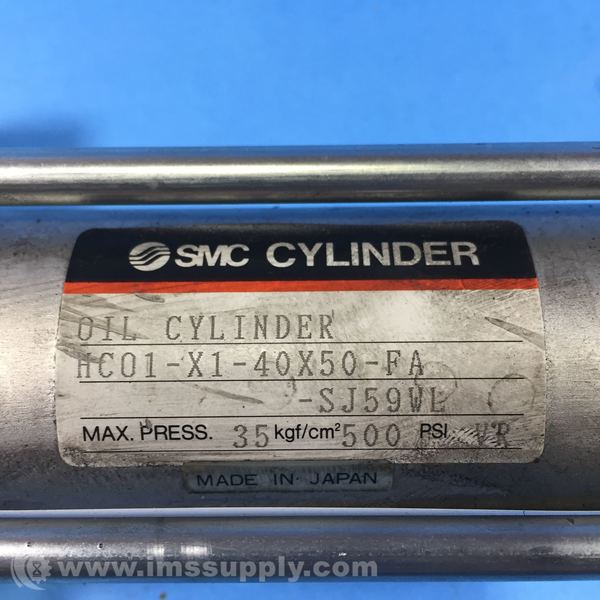 SMC CYLINDER
OIL CYLINDER
HC01-X1-40X50-FA
-SJ59WL
MAX. PRESS. 35 kgf/cm² 500 PSI
MADE IN JAPAN
www.imssupply.com